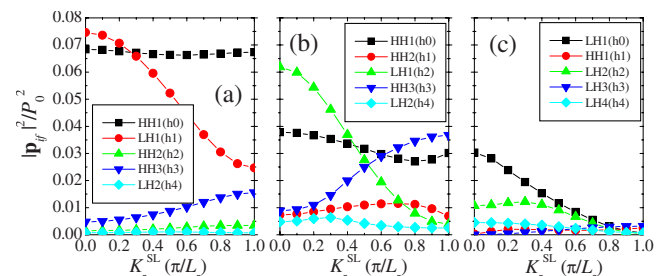 0.08
0.07
0.06
0.05
0.04
0.03
0.02
0.01
0.00
|p_if|²/P₀²
(a)
HH1(h0)
LH1(h1)
HH2(h2)
HH3(h3)
LH2(h4)
0.0 0.2 0.4 0.6 0.8 1.0
K SL (π/L )
(b)
HH1(h0)
HH2(h1)
LH1(h2)
HH3(h3)
LH2(h4)
0.0 0.2 0.4 0.6 0.8 1.0
K SL (π/L )
(c)
LH1(h0)
HH1(h1)
LH2(h2)
LH3(h3)
LH4(h4)
0.0 0.2 0.4 0.6 0.8 1.0
K SL (π/L )